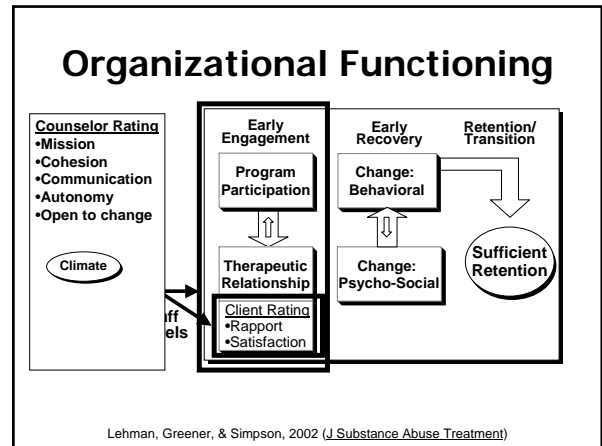 Organizational Functioning
Counselor Rating
•Mission
•Cohesion
•Communication
•Autonomy
•Open to change
Climate
Early
Engagement
Program
Participation
Therapeutic
Relationship
Client Rating
•Rapport
•Satisfaction
Early
Recovery
Change:
Behavioral
Change:
Psycho-Social
Retention/
Transition
Sufficient
Retention
Lehman, Greener, & Simpson, 2002 (J Substance Abuse Treatment)